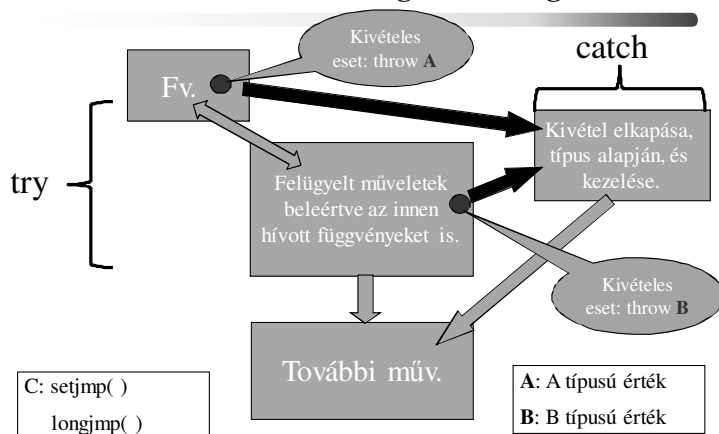 Kivételes
eset: throw A
catch
Fv.
Kivétel elkapása,
típus alapján, és
kezelése.
try
Felügyelt műveletek
beleértve az innen
hívott függvényeket is.
Kivételes
eset: throw B
További műv.
C: setjmp( )
longjmp( )
A: A típusú érték
B: B típusú érték